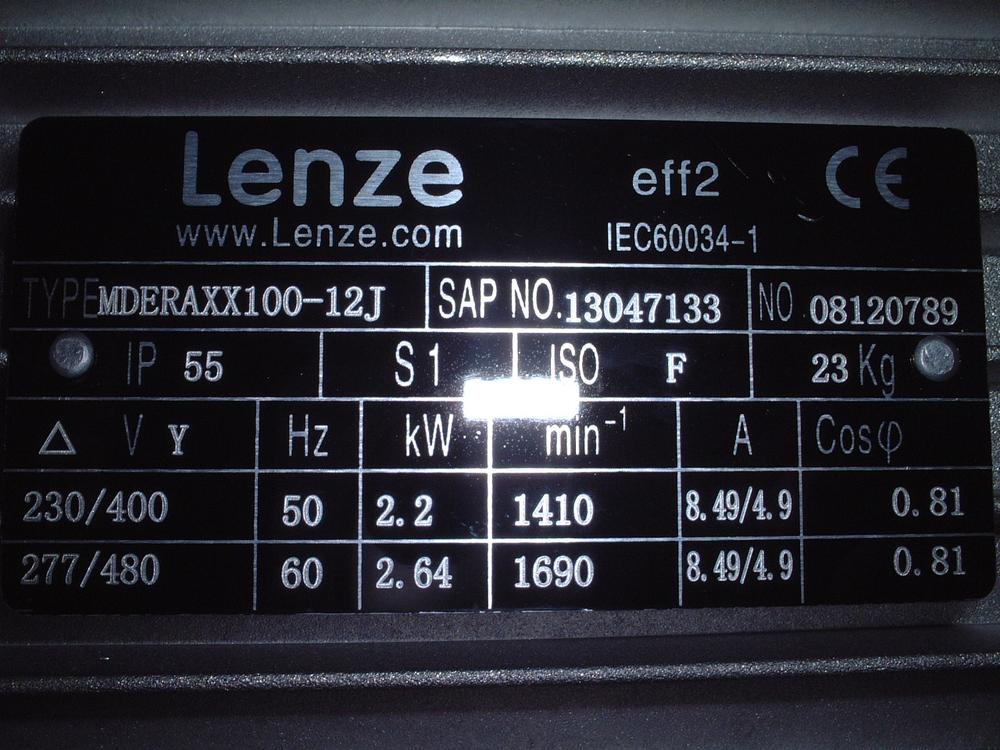 Lenze eff2 CE
www.Lenze.com IEC60034-1
TYPE MDERAXX100-12J SAP NO. 13047133 NO 08120789
IP 55 S1 ISO F 23 Kg
△ V Y Hz kW min⁻¹ A Cosφ
230/400 50 2.2 1410 8.49/4.9 0.81
277/480 60 2.64 1690 8.49/4.9 0.81